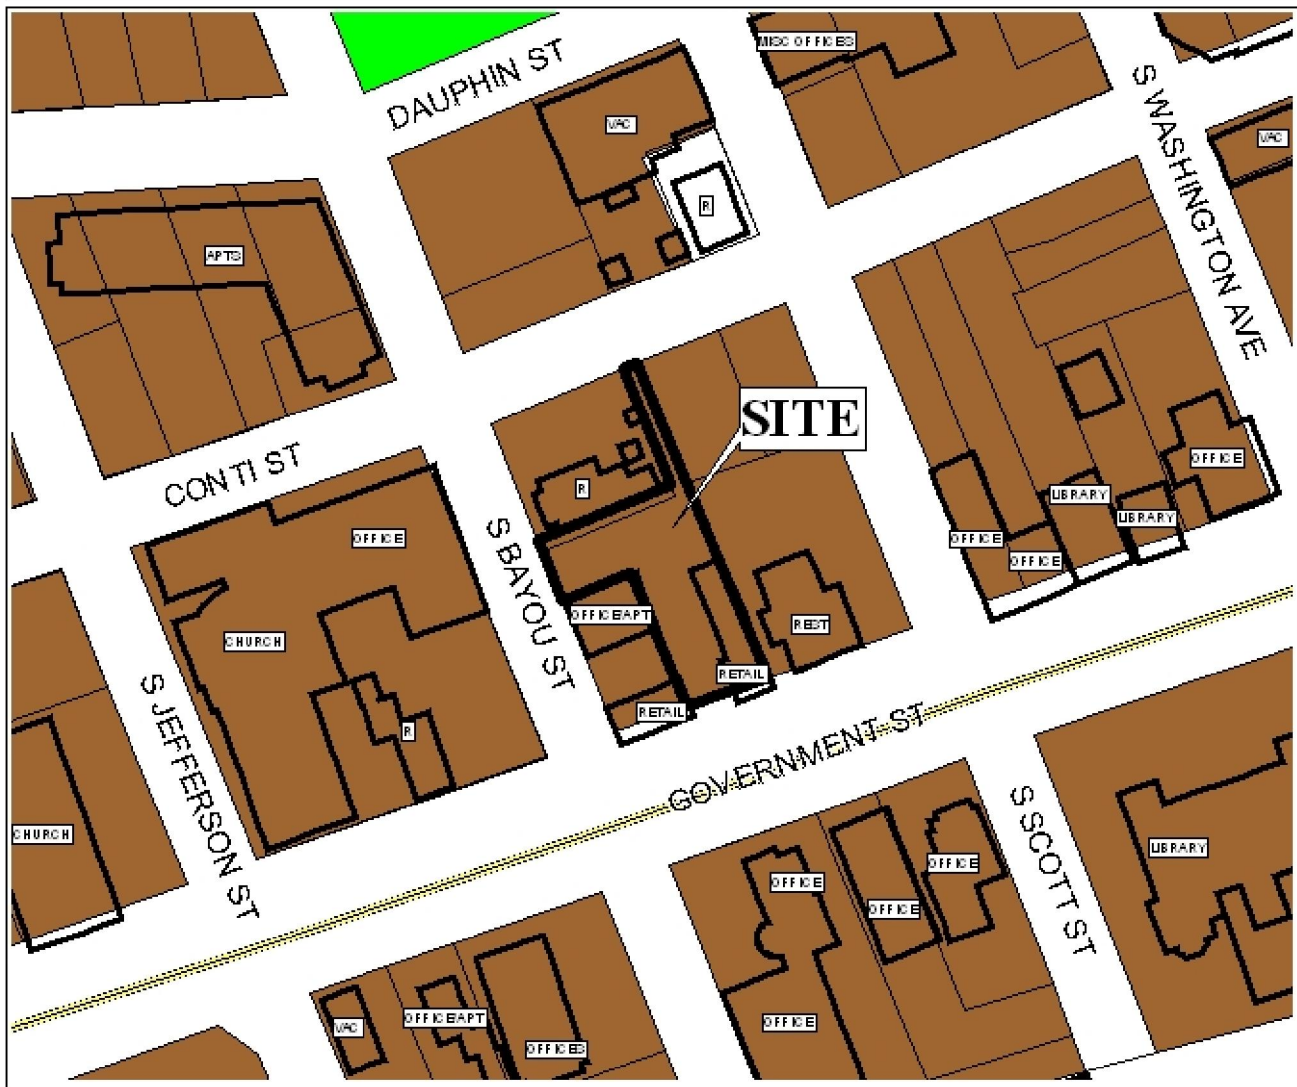 MISC OFFICES
DAUPHIN ST
S WASHINGTON AVE
VAC
VAC
R
APTS
SITE
CONTI ST
R
OFFICE
LIBRARY
LIBRARY
OFFICE
S BAYOU ST
OFFICE
OFFICE
OFFICE/APT
REST
CHURCH
RETAIL
RETAIL
S JEFFERSON ST
R
GOVERNMENT ST
CHURCH
S SCOTT ST
LIBRARY
OFFICE
OFFICE
OFFICE
VAC
OFFICE/APT
OFFICES
OFFICE